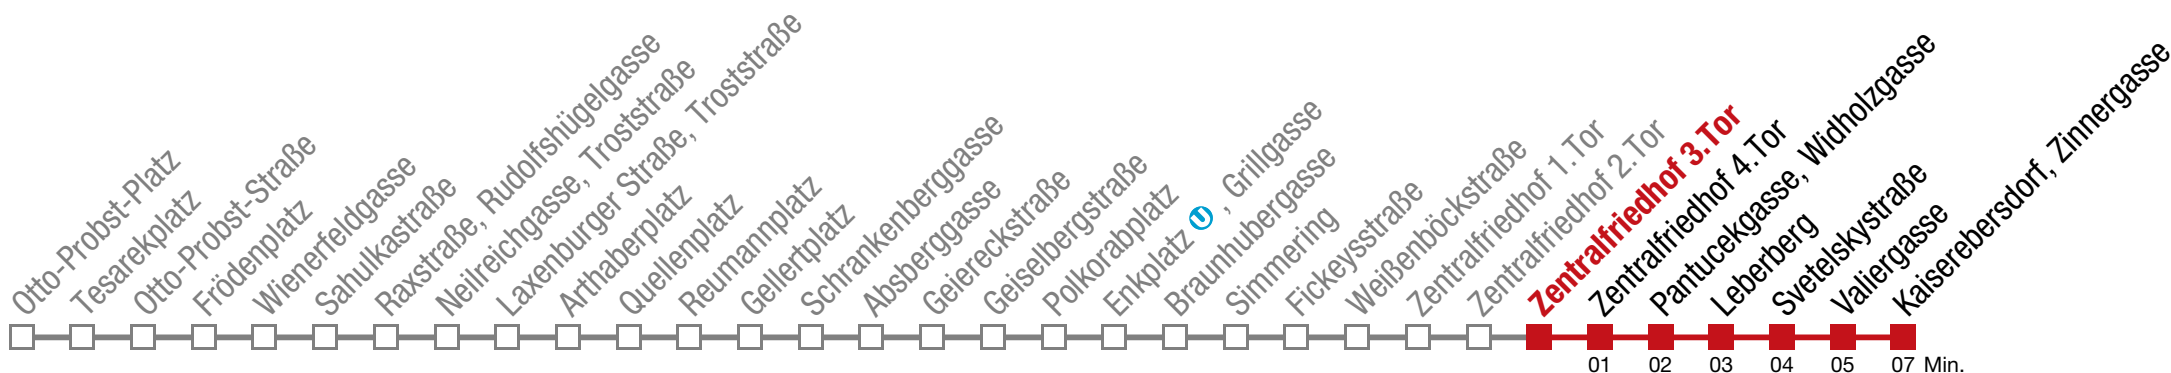 Otto-Probst-Platz
Tesarekplatz
Otto-Probst-Straße
Frödenplatz
Wienerfeldgasse
Sahulkastraße
Raxstraße, Rudolfshügelgasse
Neilreichgasse, Troststraße
Laxenburger Straße, Troststraße
Arthaberplatz
Quellenplatz
Reumannplatz
Gellertplatz
Schrankenberggasse
Absberggasse
Geiereckstraße
Geiselbergstraße
Polkorabplatz
Enkplatz U, Grillgasse
Braunhubergasse
Simmering
Fickeysstraße
Weißenböckstraße
Zentralfriedhof 1.Tor
Zentralfriedhof 2.Tor
Zentralfriedhof 3.Tor
Zentralfriedhof 4.Tor
Pantucekgasse, Widholzgasse
Leberberg
Svetelskystraße
Valiergasse
Kaiserebersdorf, Zinnergasse
01 02 03 04 05 07 Min.